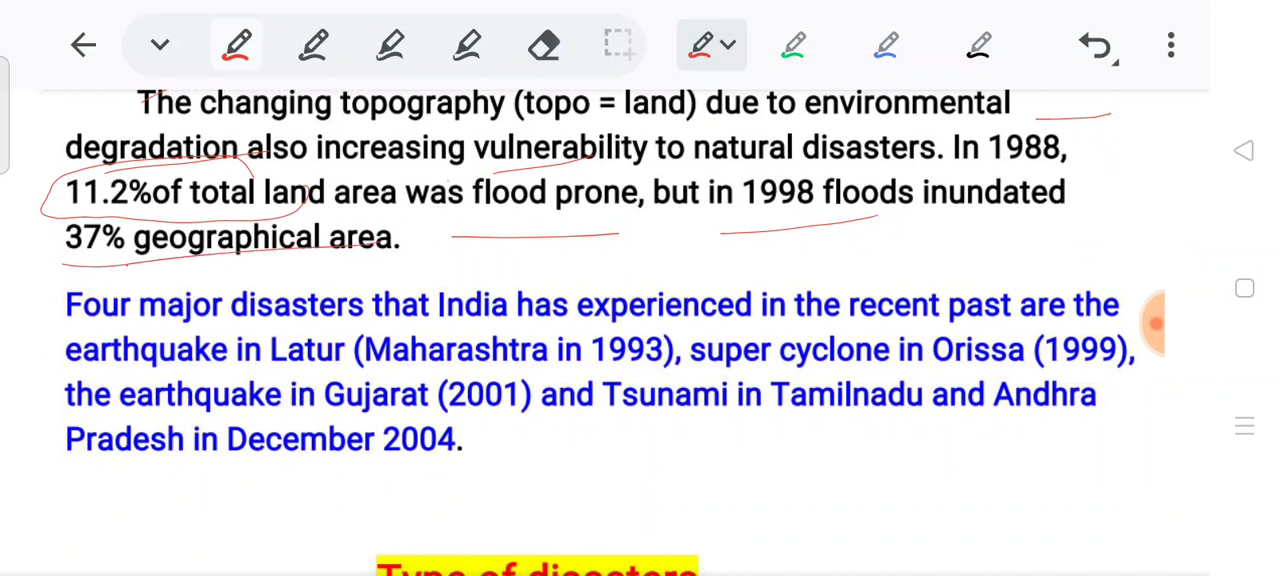 The changing topography (topo = land) due to environmental
degradation also increasing vulnerability to natural disasters. In 1988,
11.2%of total land area was flood prone, but in 1998 floods inundated
37% geographical area.
Four major disasters that India has experienced in the recent past are the
earthquake in Latur (Maharashtra in 1993), super cyclone in Orissa (1999),
the earthquake in Gujarat (2001) and Tsunami in Tamilnadu and Andhra
Pradesh in December 2004.
Type of disasters